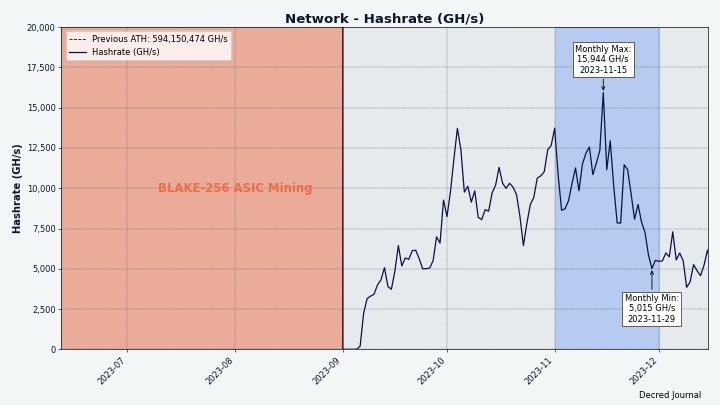 Network - Hashrate (GH/s)
Previous ATH: 594,150,474 GH/s
Hashrate (GH/s)
Hashrate (GH/s)
20,000
17,500
15,000
12,500
10,000
7,500
5,000
2,500
0
BLAKE-256 ASIC Mining
Monthly Max:
15,944 GH/s
2023-11-15
Monthly Min:
5,015 GH/s
2023-11-29
2023-07
2023-08
2023-09
2023-10
2023-11
2023-12
Decred Journal